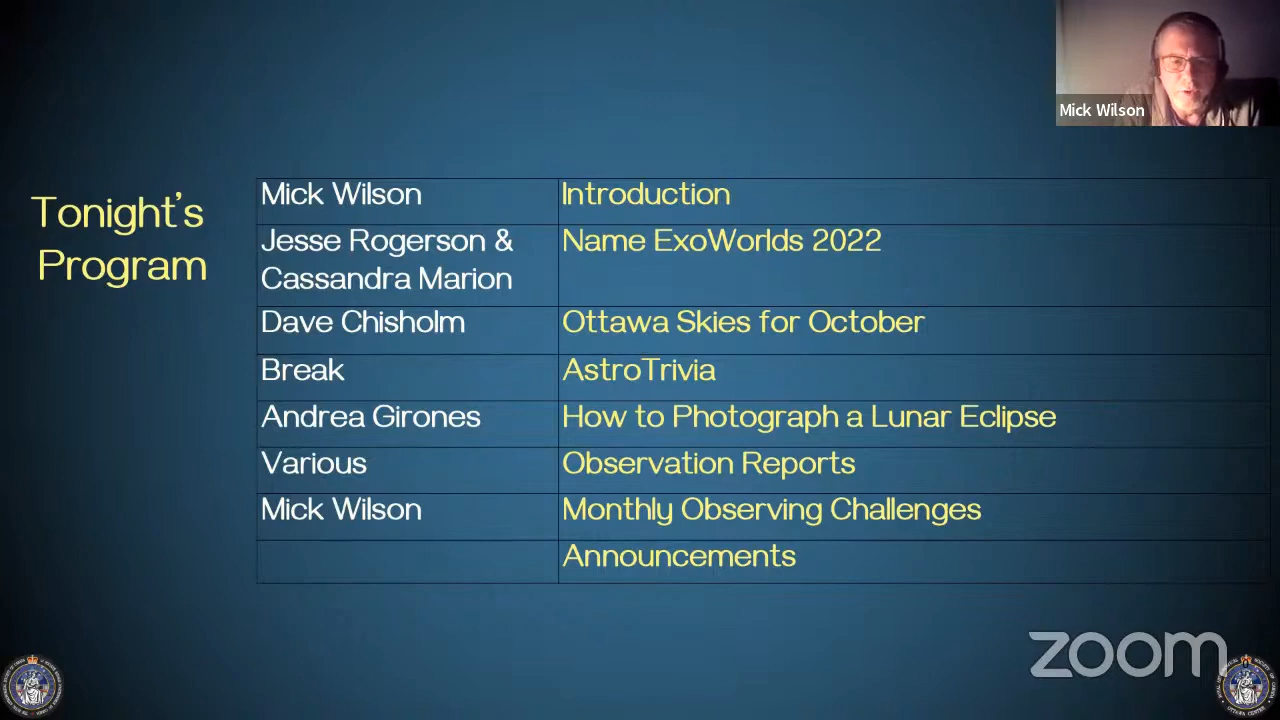 Mick Wilson
Tonight's
Program
Mick Wilson
Introduction
Jesse Rogerson &
Cassandra Marion
Name ExoWorlds 2022
Dave Chisholm
Ottawa Skies for October
Break
AstroTrivia
Andrea Girones
How to Photograph a Lunar Eclipse
Various
Observation Reports
Mick Wilson
Monthly Observing Challenges
Announcements
zoom